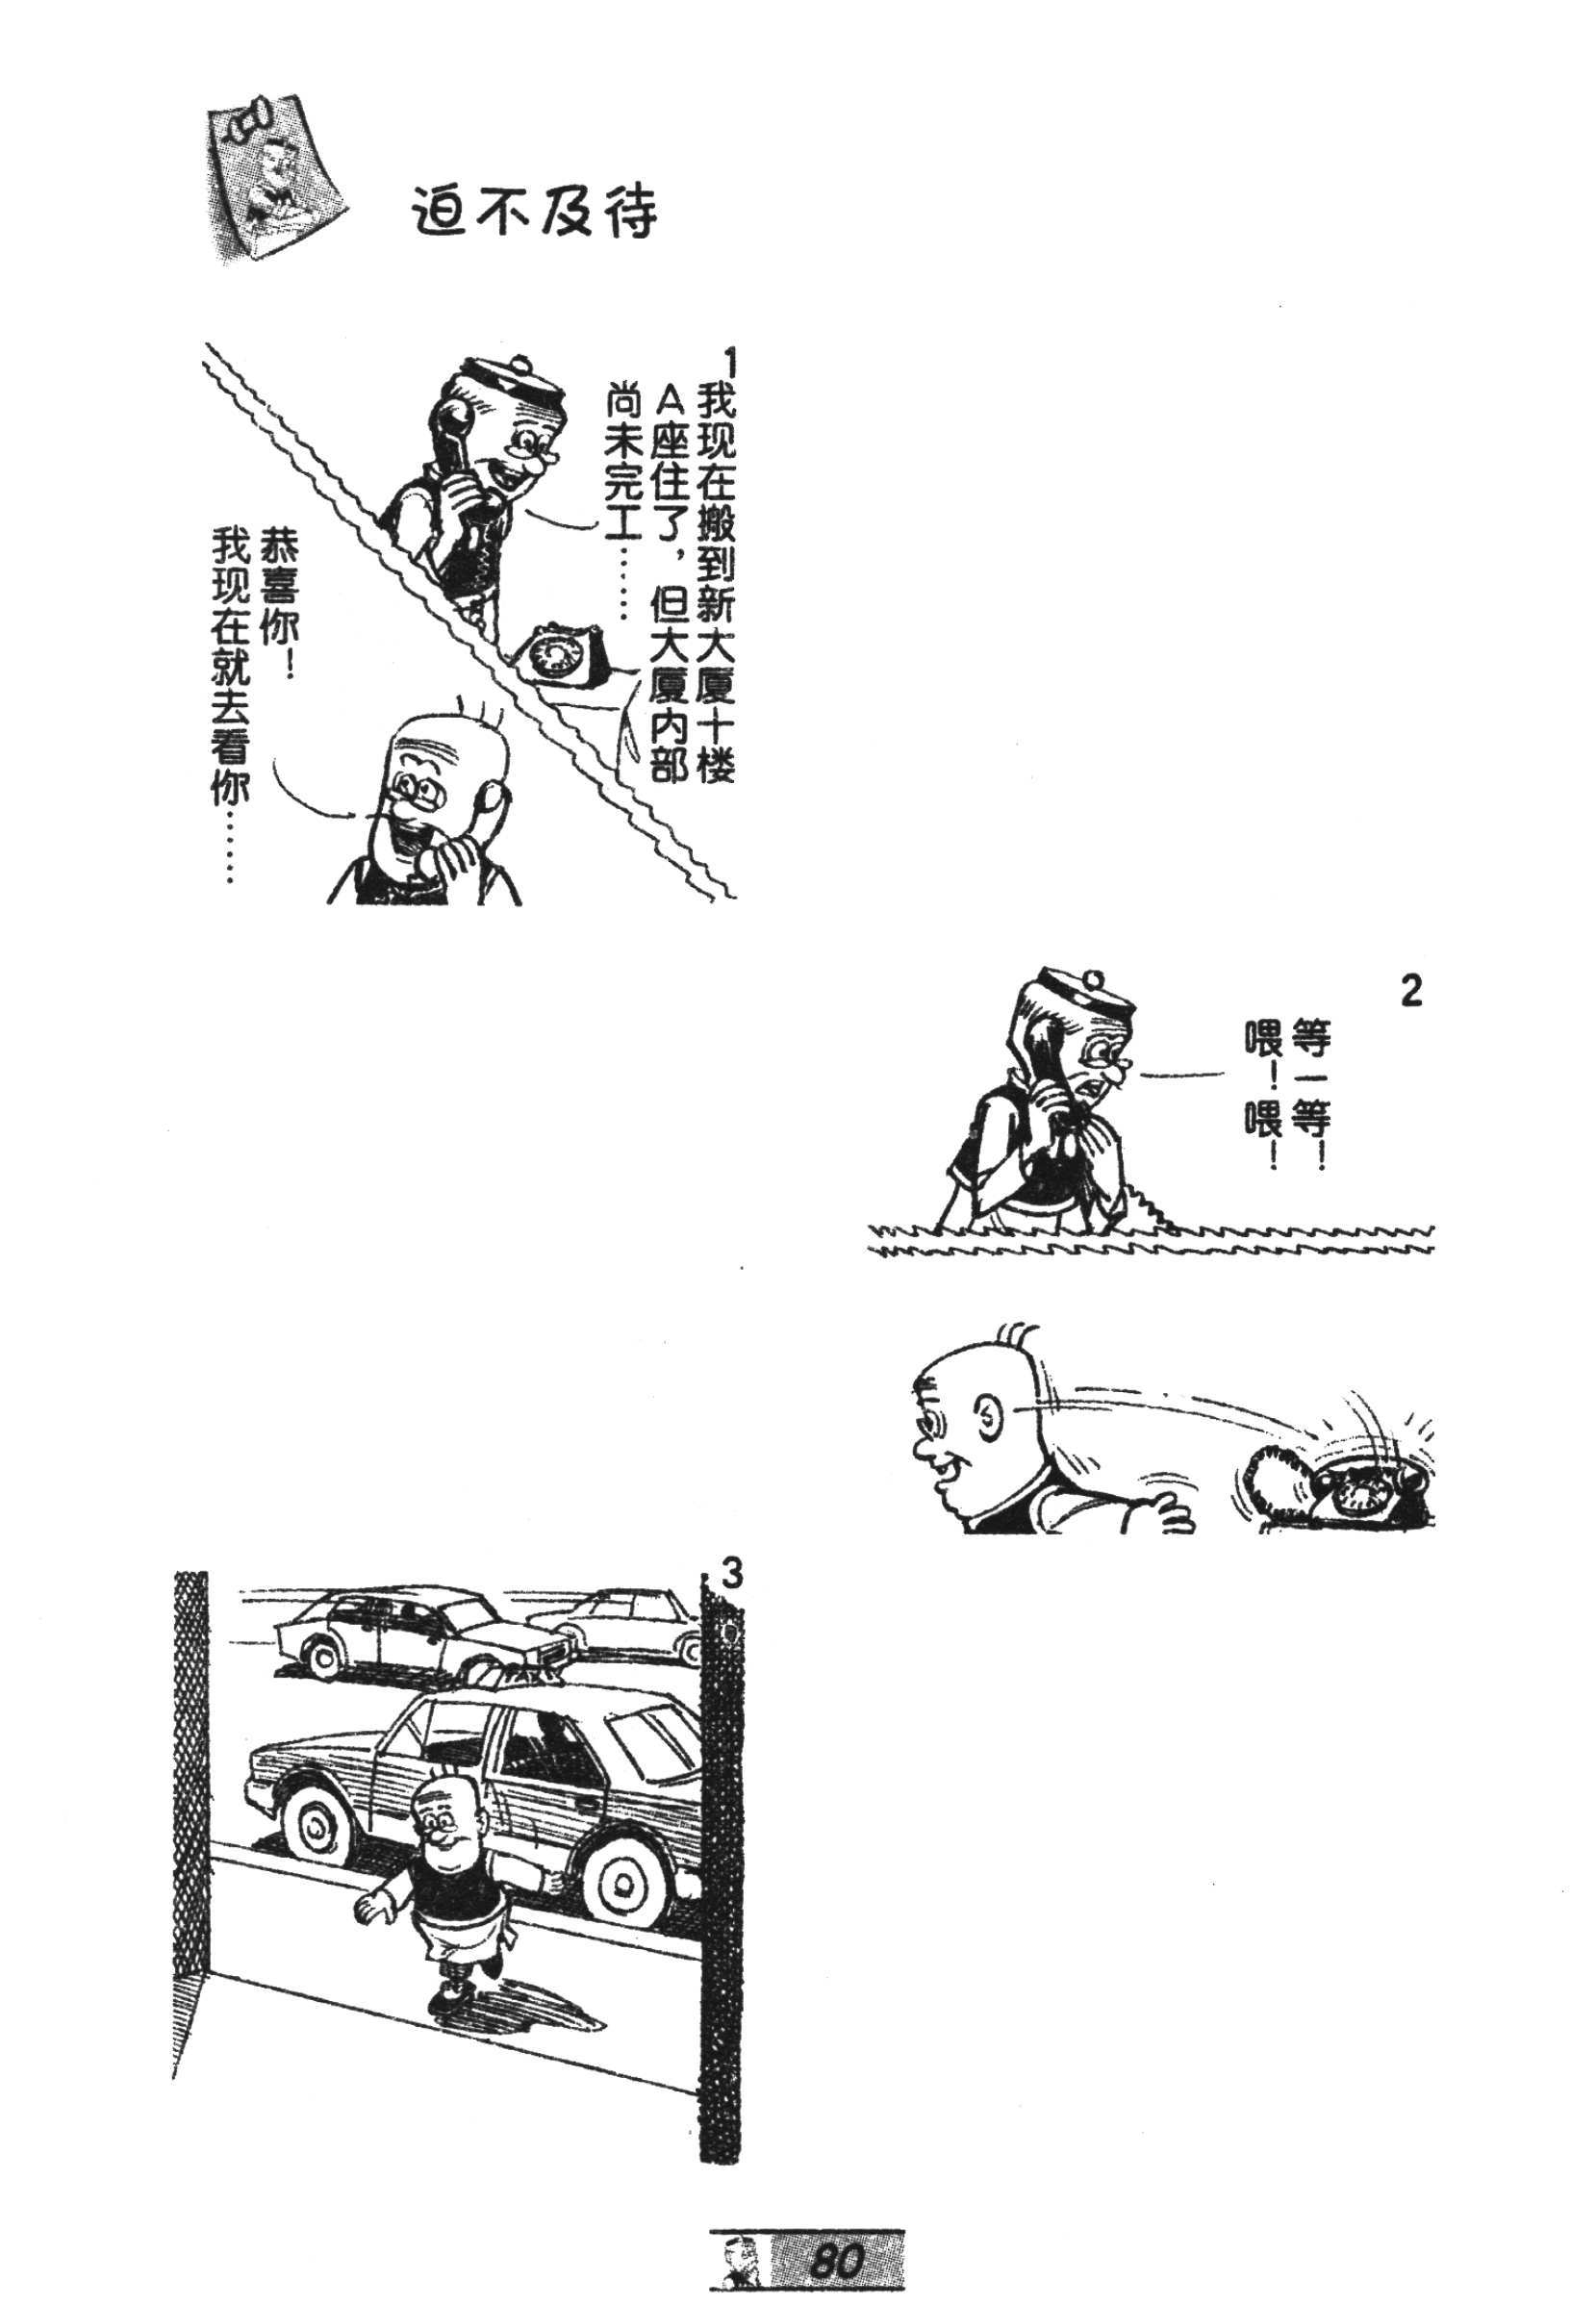 迫不及待
1
我现在搬到新大厦十楼
A座住了，但大厦内部
尚未完工……
恭喜你！
我现在就去看你……
2
等一等！
喂！喂！
3
TAXI
80